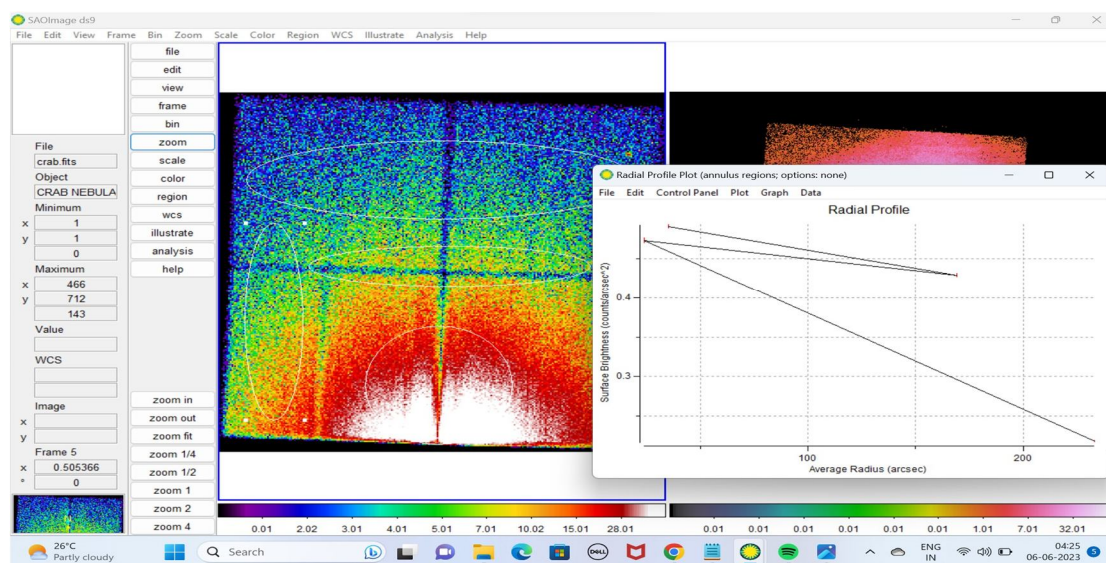 SAOImage ds9
File Edit View Frame Bin Zoom Scale Color Region WCS Illustrate Analysis Help
file
edit
view
frame
bin
zoom
scale
color
region
wcs
illustrate
analysis
help
zoom in
zoom out
zoom fit
zoom 1/4
zoom 1/2
zoom 1
zoom 2
zoom 4
File
crab.fits
Object
CRAB NEBULA
Minimum
x 1
y 1
0
Maximum
x 466
y 712
143
Value
WCS
Image
x
y
Frame 5
x 0.505366
° 0
Radial Profile Plot (annulus regions; options: none)
File Edit Control Panel Plot Graph Data
Radial Profile
Surface Brightness (counts/arcsec^2)
0.4
0.3
100 200
Average Radius (arcsec)
0.01 2.02 3.01 4.01 5.01 7.01 10.02 15.01 28.01
0.01 0.01 0.01 0.01 0.01 0.01 1.01 7.01 32.01
26°C
Partly cloudy
Search
b
DELL
ENG
IN
04:25
06-06-2023
5